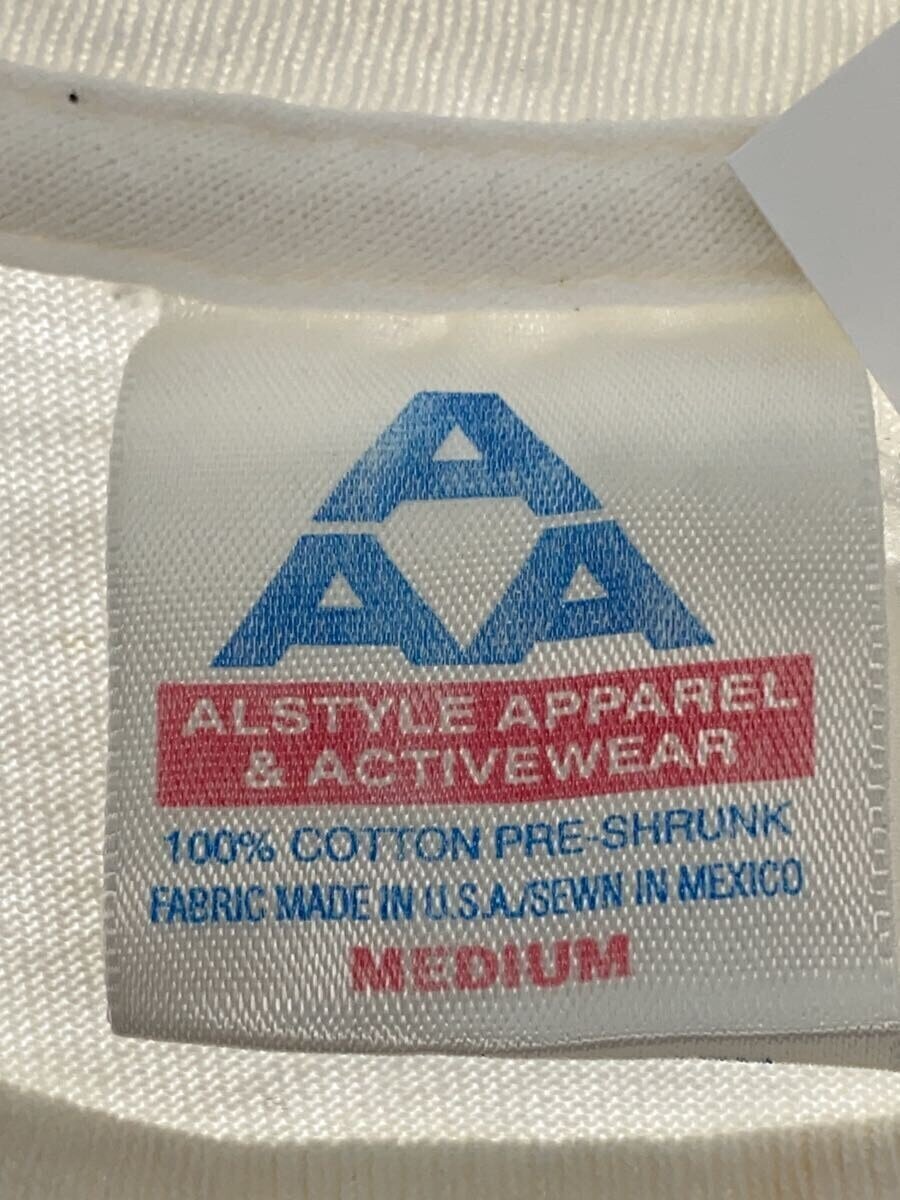 A
A A
ALSTYLE APPAREL
& ACTIVEWEAR
100% COTTON PRE-SHRUNK
FABRIC MADE IN U.S.A./SEWN IN MEXICO
MEDIUM